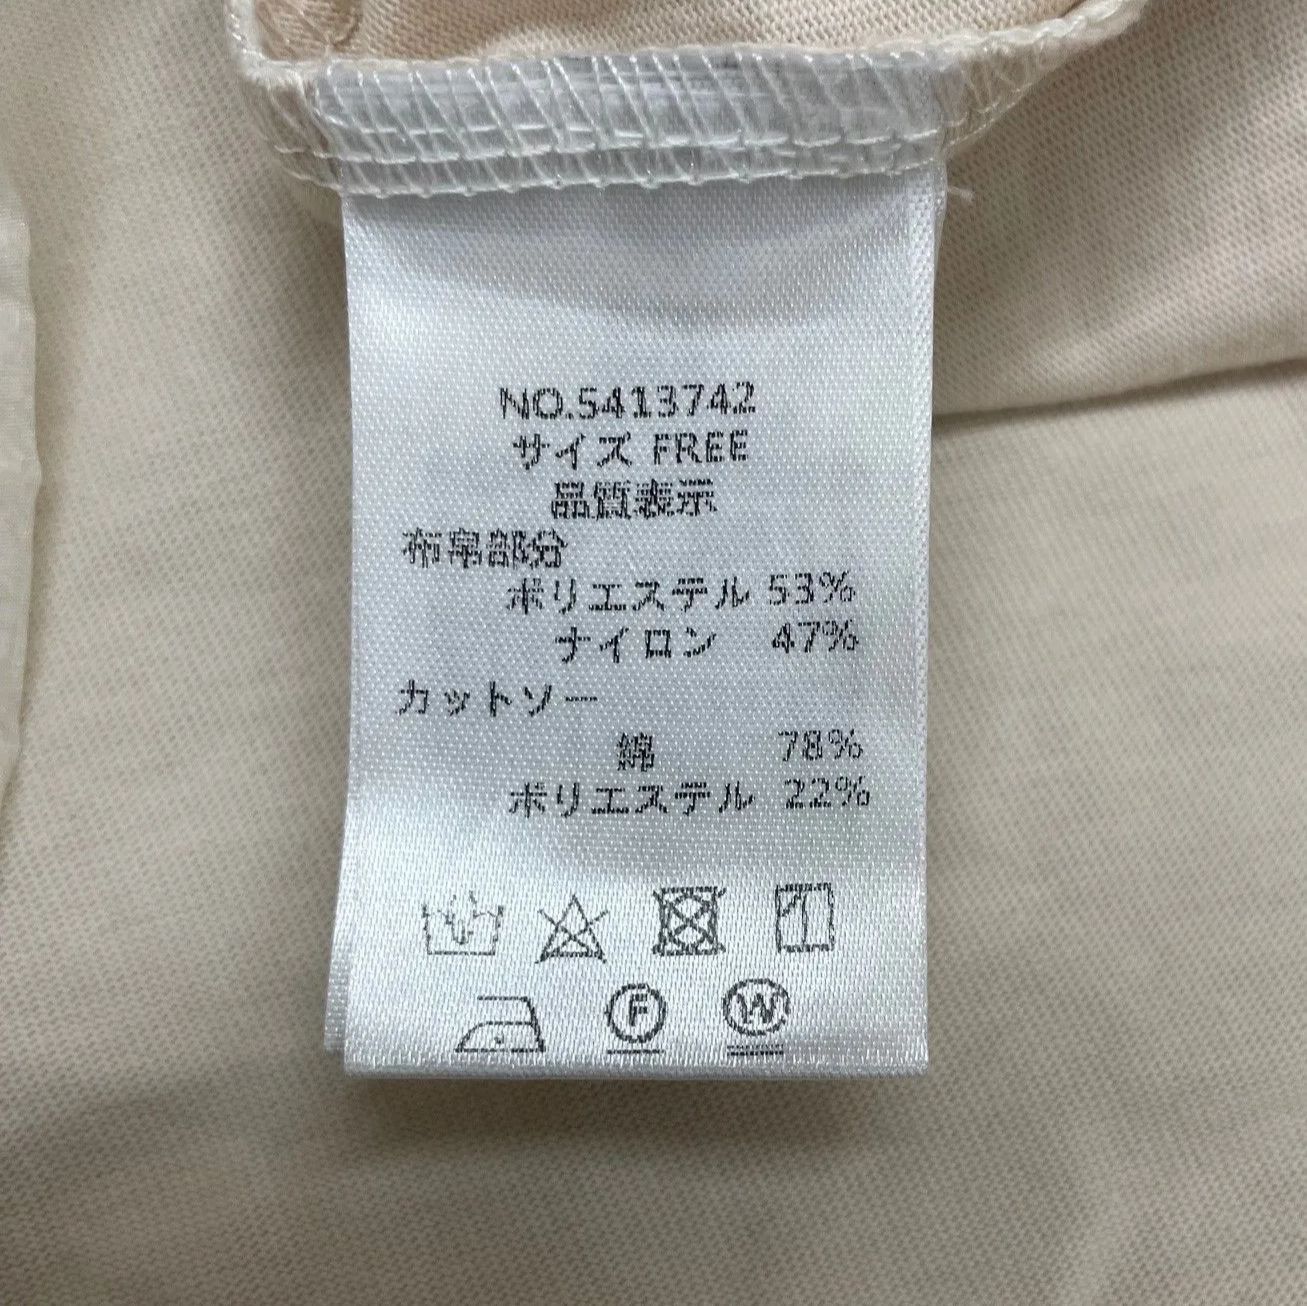 NO.5413742
サイズ FREE
品質表示
布帛部分
ポリエステル 53%
ナイロン 47%
カットソー
綿 78%
ポリエステル 22%
F W